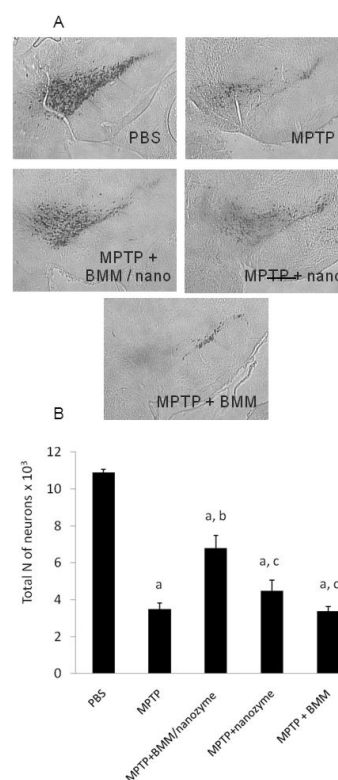 A
PBS
MPTP
MPTP +
BMM / nano
MPTP + nano
MPTP + BMM
B
Total N of neurons x 10³
12
10
8
6
4
2
0
a
a, b
a, c
a, c
PBS
MPTP
MPTP+BMM/nanozyme
MPTP+nanozyme
MPTP + BMM